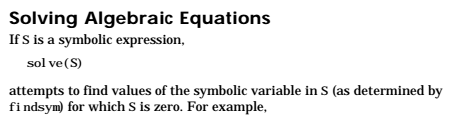 Solving Algebraic Equations
If S is a symbolic expression,
solve(S)
attempts to find values of the symbolic variable in S (as determined by
findsym) for which S is zero. For example,